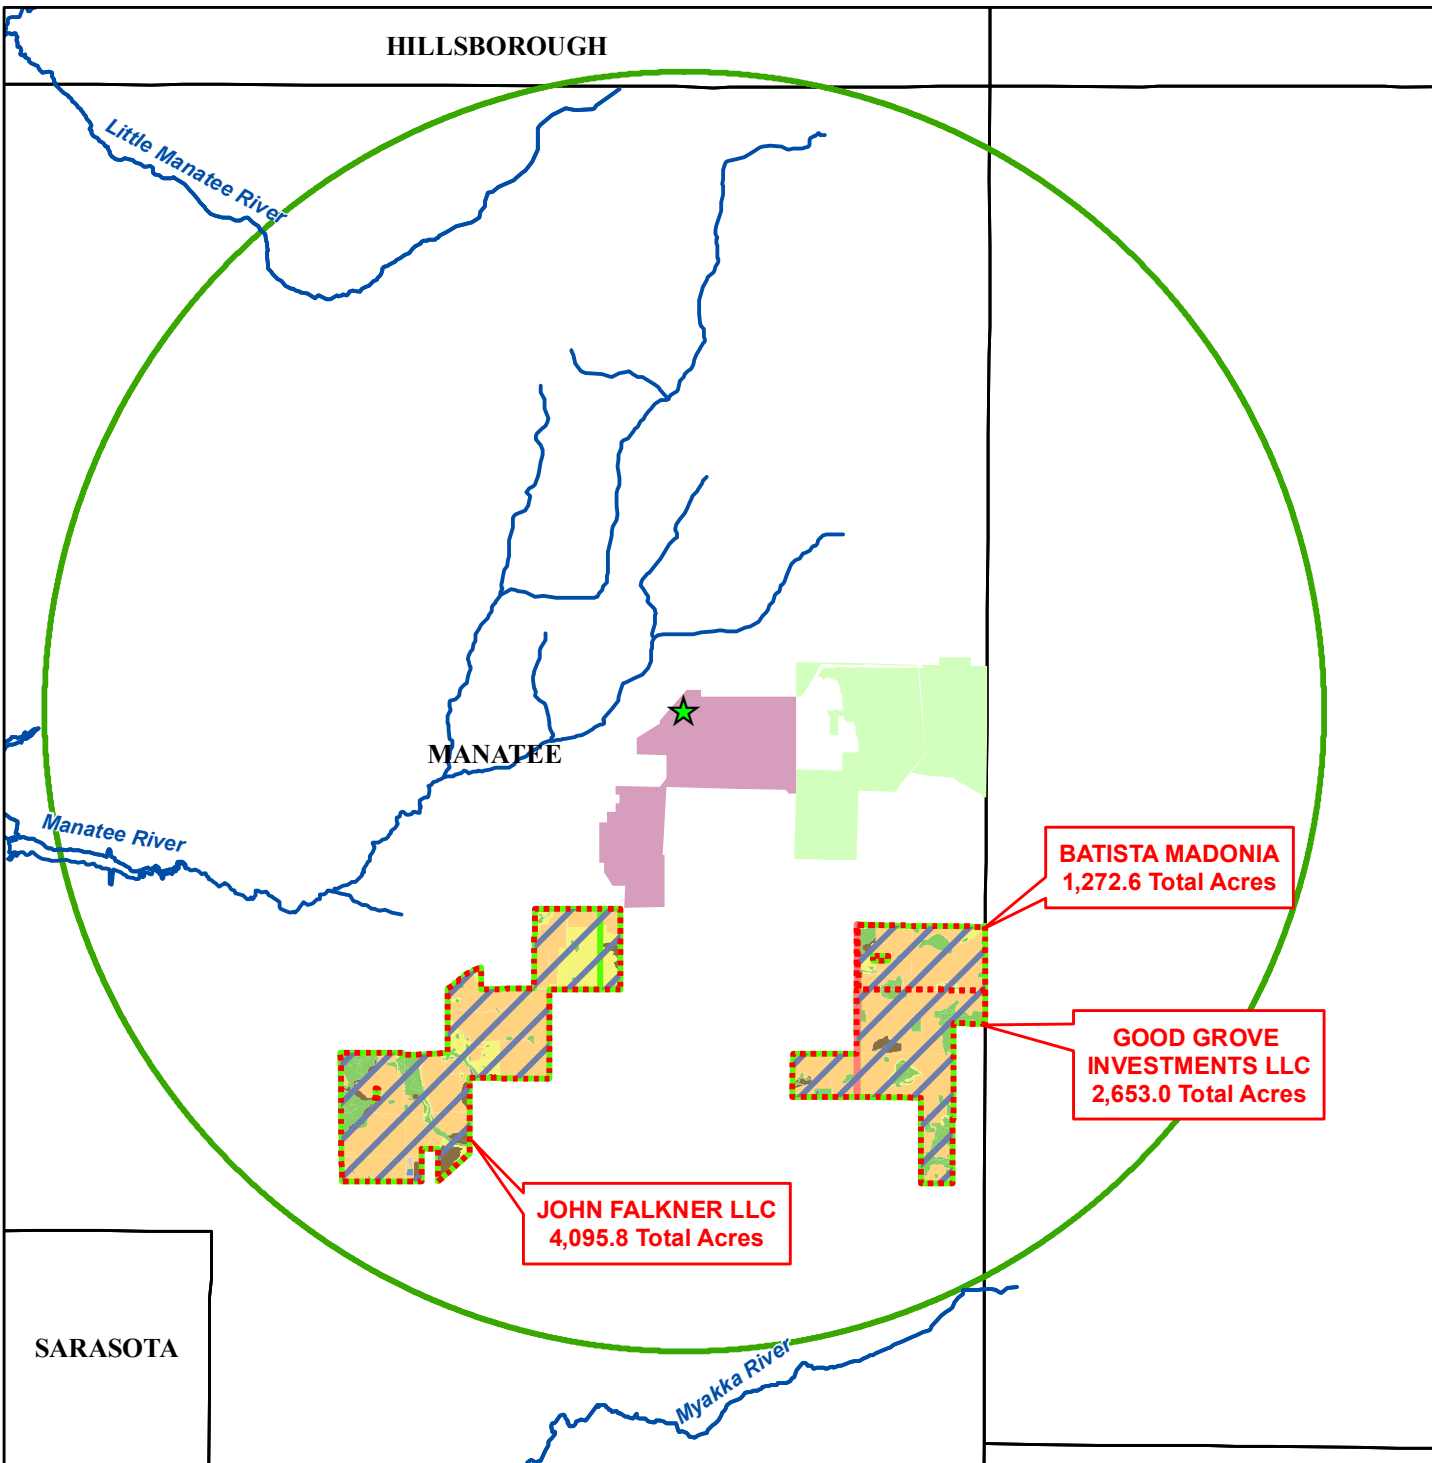 HILLSBOROUGH
Little Manatee River
MANATEE
Manatee River
BATISTA MADONIA
1,272.6 Total Acres
GOOD GROVE
INVESTMENTS LLC
2,653.0 Total Acres
JOHN FALKNER LLC
4,095.8 Total Acres
SARASOTA
Myakka River